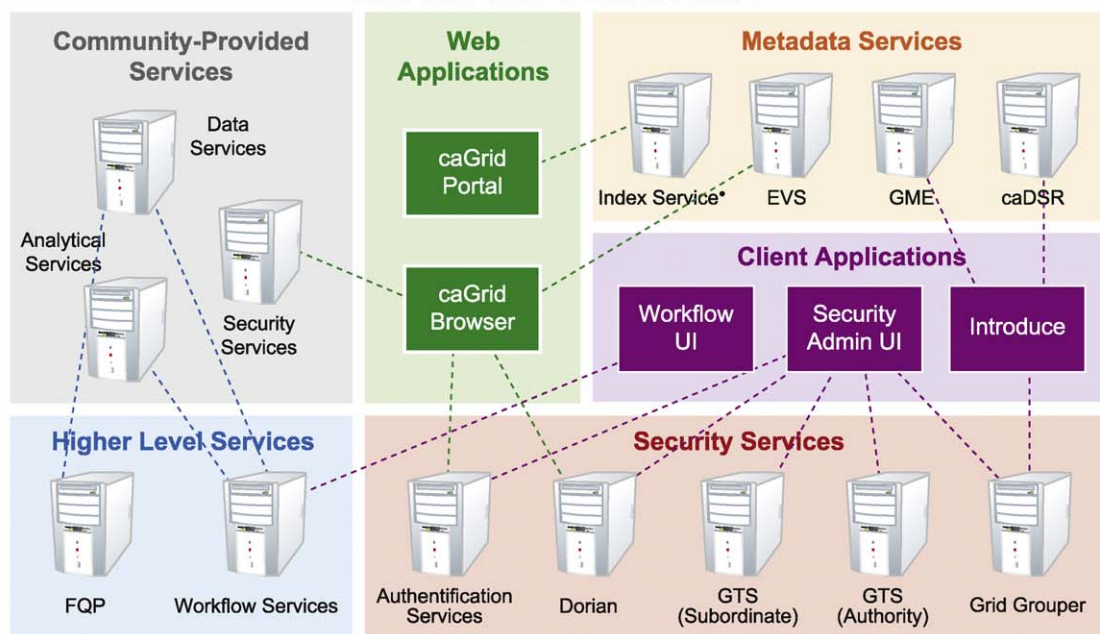 Community-Provided
Services
Data
Services
Analytical
Services
Security
Services
Web
Applications
caGrid
Portal
caGrid
Browser
Metadata Services
Index Service•
EVS
GME
caDSR
Client Applications
Workflow
UI
Security
Admin UI
Introduce
Higher Level Services
FQP
Workflow Services
Security Services
Authentification
Services
Dorian
GTS
(Subordinate)
GTS
(Authority)
Grid Grouper